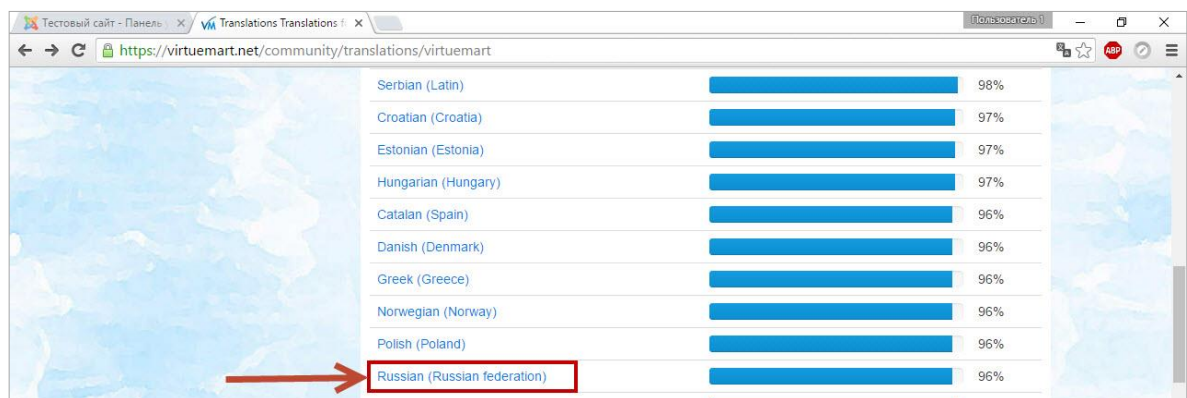 Тестовый сайт - Панель
Translations Translations f
Пользователь 1
https://virtuemart.net/community/translations/virtuemart
ABP
Serbian (Latin) 98%
Croatian (Croatia) 97%
Estonian (Estonia) 97%
Hungarian (Hungary) 97%
Catalan (Spain) 96%
Danish (Denmark) 96%
Greek (Greece) 96%
Norwegian (Norway) 96%
Polish (Poland) 96%
Russian (Russian federation) 96%